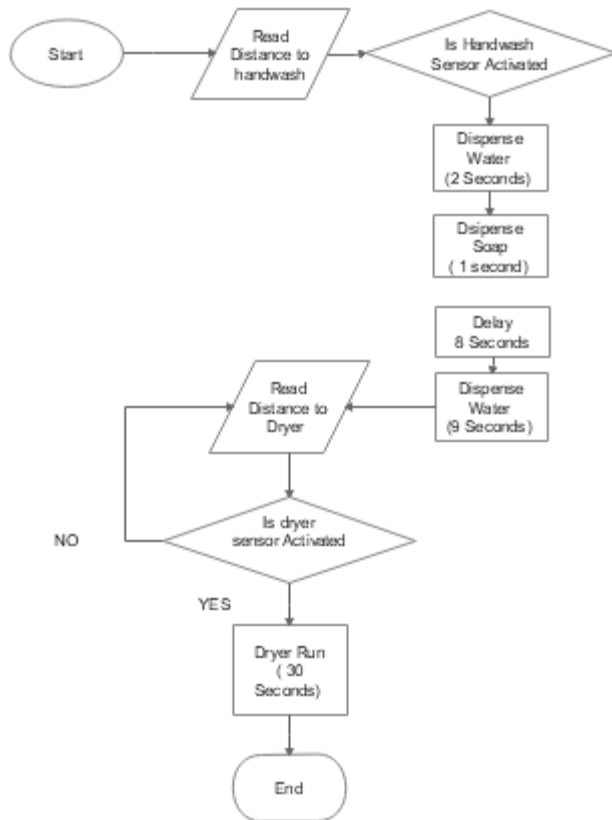 Start
Read
Distance to
handwash
Is Handwash
Sensor Activated
Dispense
Water
(2 Seconds)
Dsipense
Soap
( 1 second)
Delay
8 Seconds
Dispense
Water
(9 Seconds)
Read
Distance to
Dryer
Is dryer
sensor Activated
NO
YES
Dryer Run
( 30
Seconds)
End